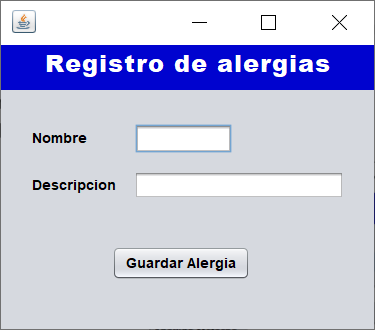 Registro de alergias
Nombre
Descripcion
Guardar Alergia